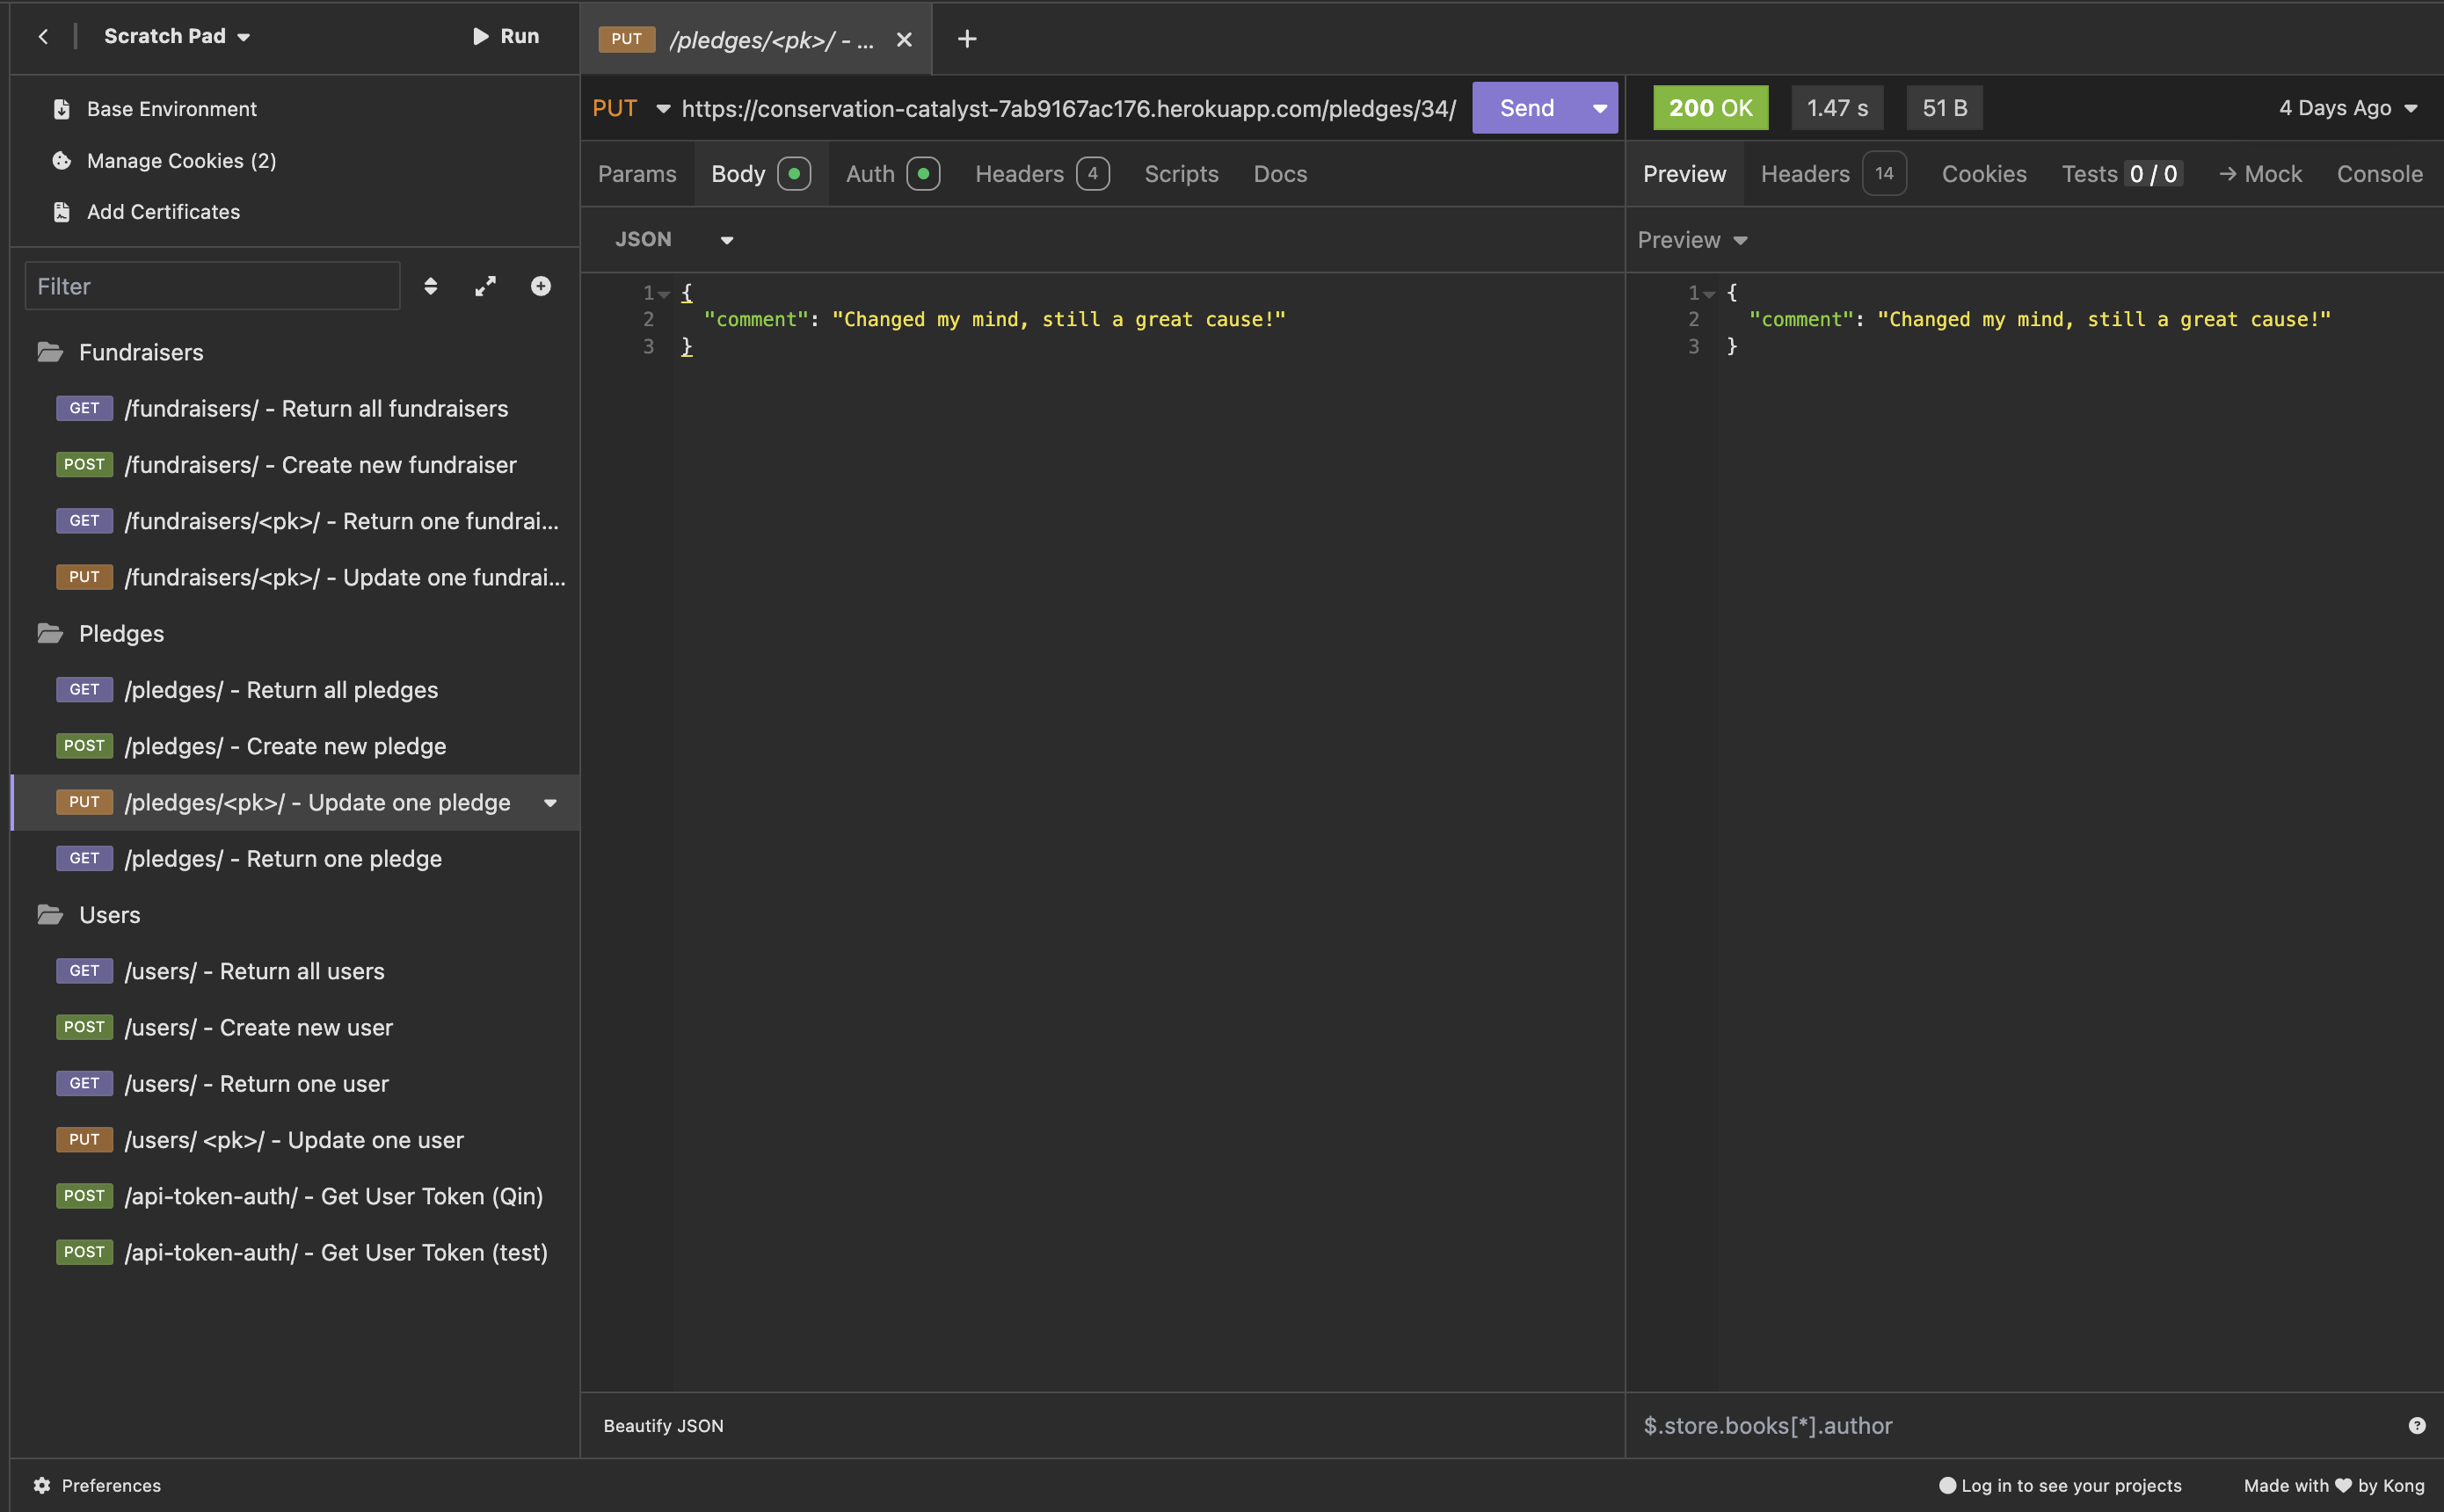 Scratch Pad
Run
Base Environment
Manage Cookies (2)
Add Certificates
Filter
Fundraisers
GET /fundraisers/ - Return all fundraisers
POST /fundraisers/ - Create new fundraiser
GET /fundraisers/<pk>/ - Return one fundrai...
PUT /fundraisers/<pk>/ - Update one fundrai...
Pledges
GET /pledges/ - Return all pledges
POST /pledges/ - Create new pledge
PUT /pledges/<pk>/ - Update one pledge
GET /pledges/ - Return one pledge
Users
GET /users/ - Return all users
POST /users/ - Create new user
GET /users/ - Return one user
PUT /users/ <pk>/ - Update one user
POST /api-token-auth/ - Get User Token (Qin)
POST /api-token-auth/ - Get User Token (test)
Preferences
PUT /pledges/<pk>/ - ...
PUT https://conservation-catalyst-7ab9167ac176.herokuapp.com/pledges/34/ Send
Params Body Auth Headers 4 Scripts Docs
JSON
1 {
2 "comment": "Changed my mind, still a great cause!"
3 }
Beautify JSON
200 OK 1.47 s 51 B 4 Days Ago
Preview Headers 14 Cookies Tests 0 / 0 → Mock Console
Preview
1 {
2 "comment": "Changed my mind, still a great cause!"
3 }
$.store.books[*].author
Log in to see your projects
Made with ♥ by Kong